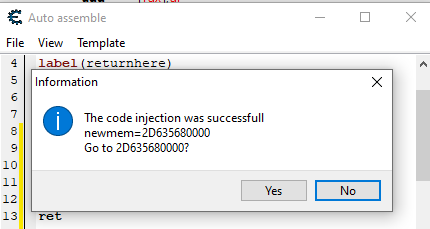 Auto assemble
File View Template
4 label(returnhere)
5
6
7
8
9
10
11
12
13 ret
Information
The code injection was successfull
newmem=2D635680000
Go to 2D635680000?
Yes No